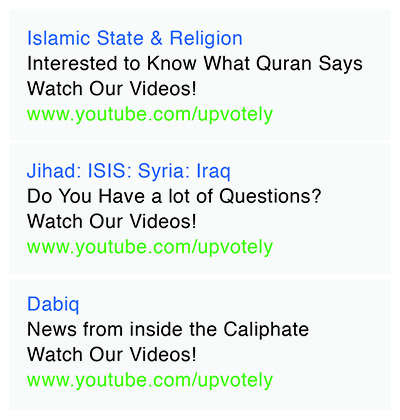 Islamic State & Religion
Interested to Know What Quran Says
Watch Our Videos!
www.youtube.com/upvotely
Jihad: ISIS: Syria: Iraq
Do You Have a lot of Questions?
Watch Our Videos!
www.youtube.com/upvotely
Dabiq
News from inside the Caliphate
Watch Our Videos!
www.youtube.com/upvotely